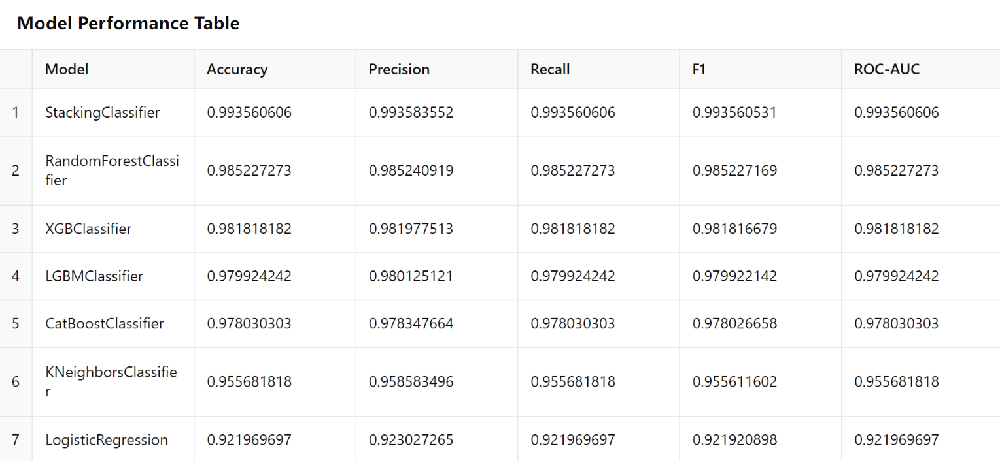 Model Performance Table
Model Accuracy Precision Recall F1 ROC-AUC
1 StackingClassifier 0.993560606 0.993583552 0.993560606 0.993560531 0.993560606
2 RandomForestClassi
fier 0.985227273 0.985240919 0.985227273 0.985227169 0.985227273
3 XGBClassifier 0.981818182 0.981977513 0.981818182 0.981816679 0.981818182
4 LGBMClassifier 0.979924242 0.980125121 0.979924242 0.979922142 0.979924242
5 CatBoostClassifier 0.978030303 0.978347664 0.978030303 0.978026658 0.978030303
6 KNeighborsClassifie
r 0.955681818 0.958583496 0.955681818 0.955611602 0.955681818
7 LogisticRegression 0.921969697 0.923027265 0.921969697 0.921920898 0.921969697